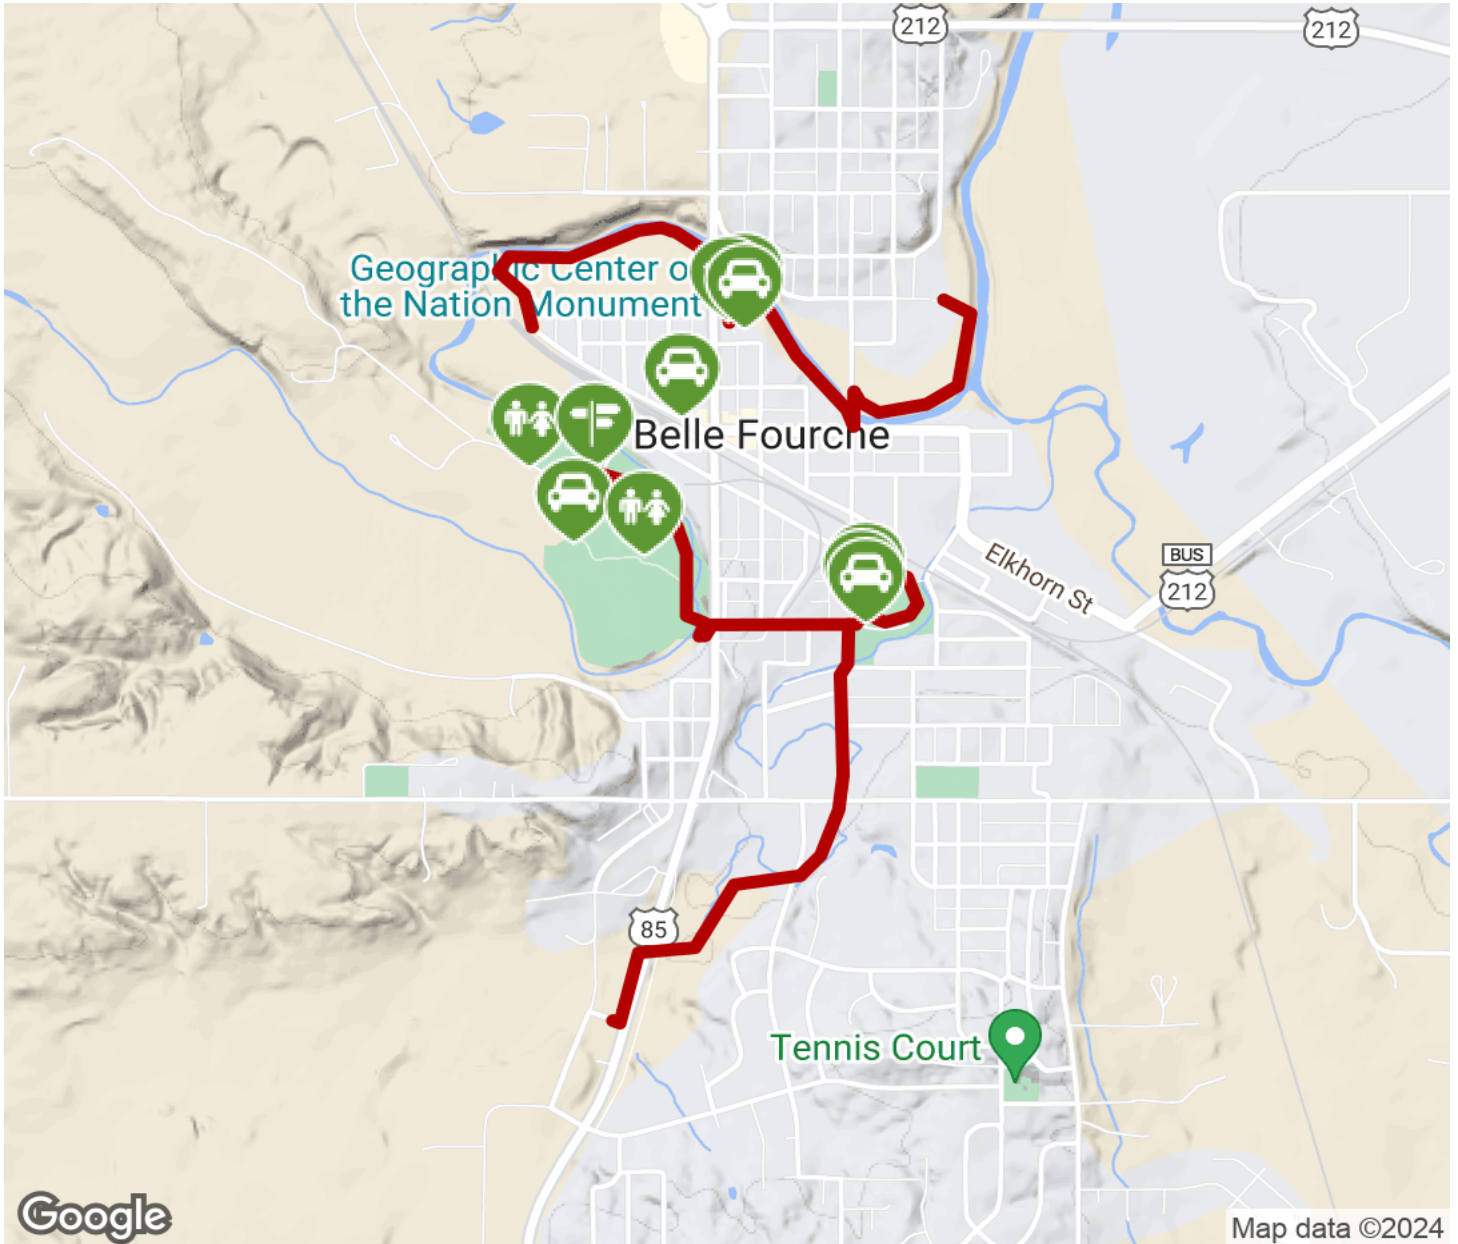 212
212
Geographic Center o
the Nation Monument
Belle Fourche
Elkhorn St
BUS
212
85
Tennis Court
Google
Map data ©2024